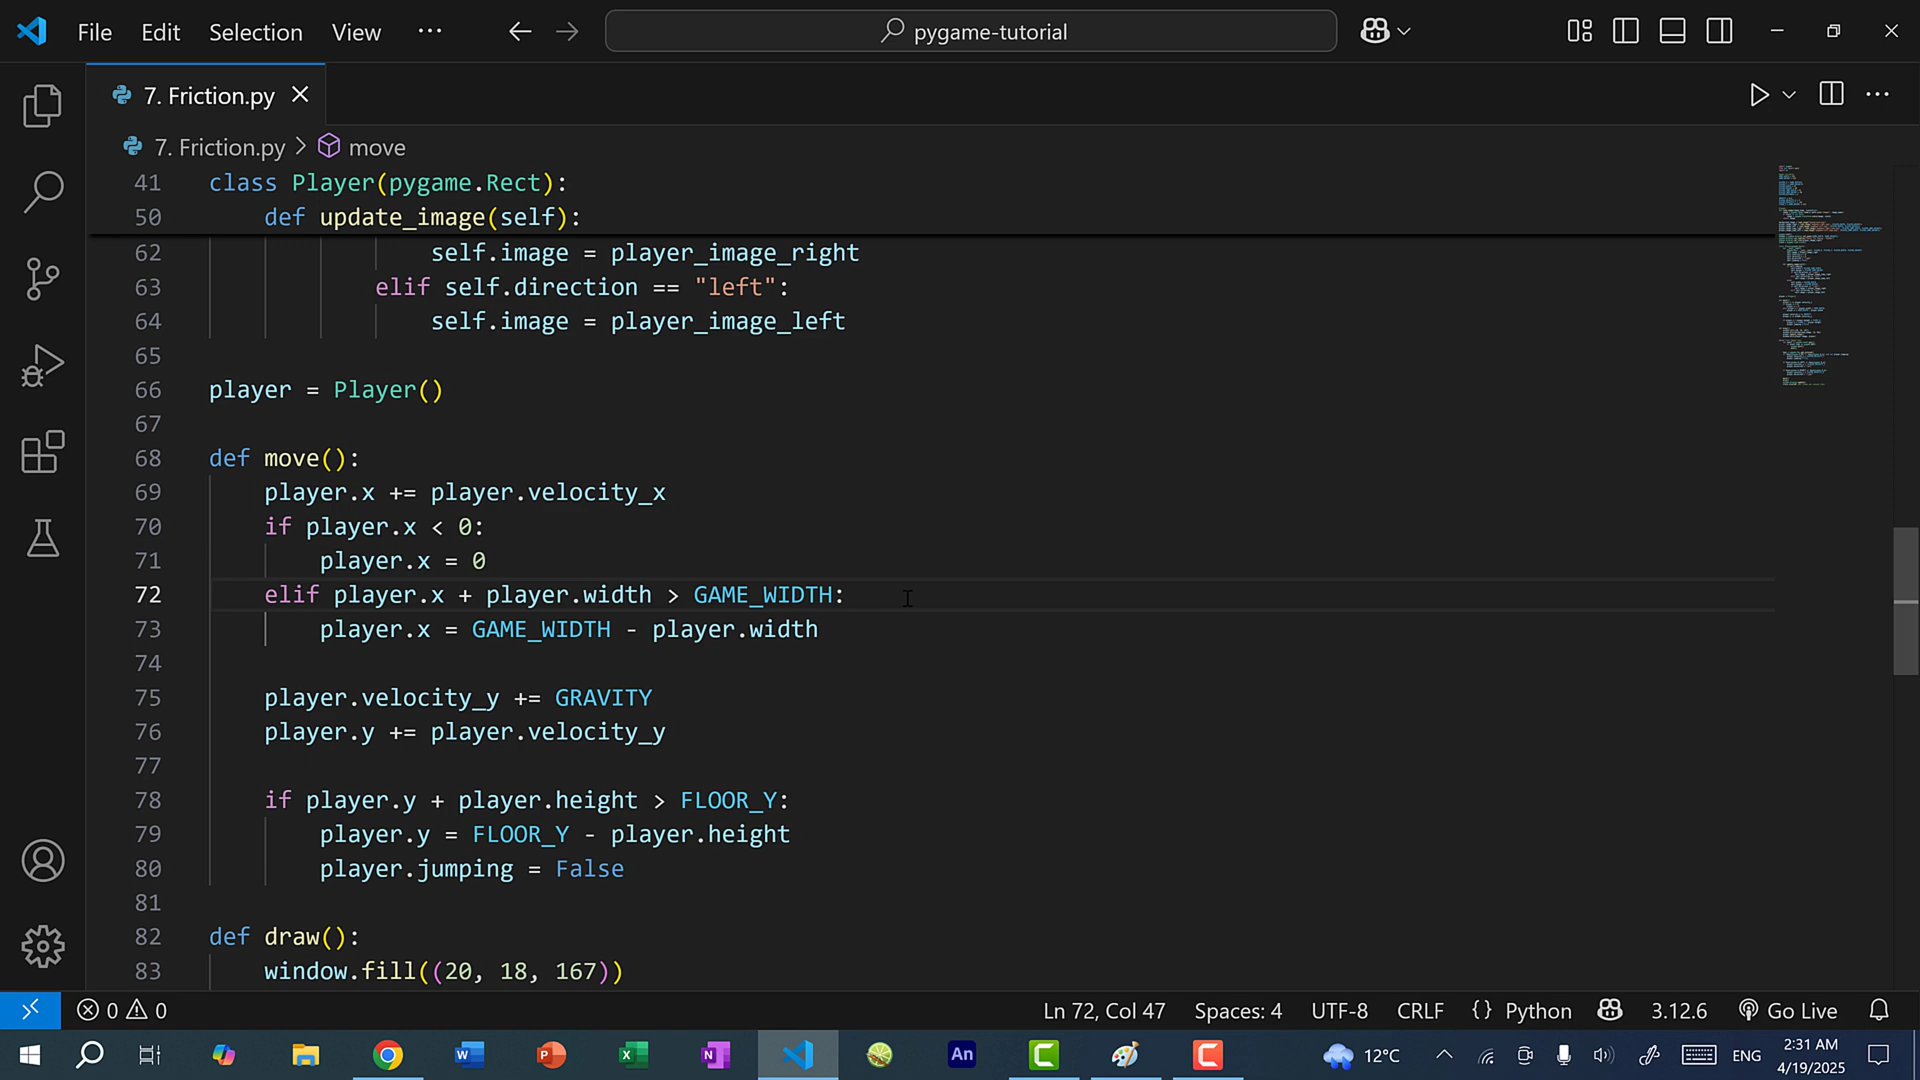 File Edit Selection View ··· pygame-tutorial
7. Friction.py
7. Friction.py > move
41 class Player(pygame.Rect):
50 def update_image(self):
62 self.image = player_image_right
63 elif self.direction == "left":
64 self.image = player_image_left
65
66 player = Player()
67
68 def move():
69 player.x += player.velocity_x
70 if player.x < 0:
71 player.x = 0
72 elif player.x + player.width > GAME_WIDTH:
73 player.x = GAME_WIDTH - player.width
74
75 player.velocity_y += GRAVITY
76 player.y += player.velocity_y
77
78 if player.y + player.height > FLOOR_Y:
79 player.y = FLOOR_Y - player.height
80 player.jumping = False
81
82 def draw():
83 window.fill((20, 18, 167))
0 0 Ln 72, Col 47 Spaces: 4 UTF-8 CRLF {} Python 3.12.6 Go Live
12°C ENG 2:31 AM
4/19/2025